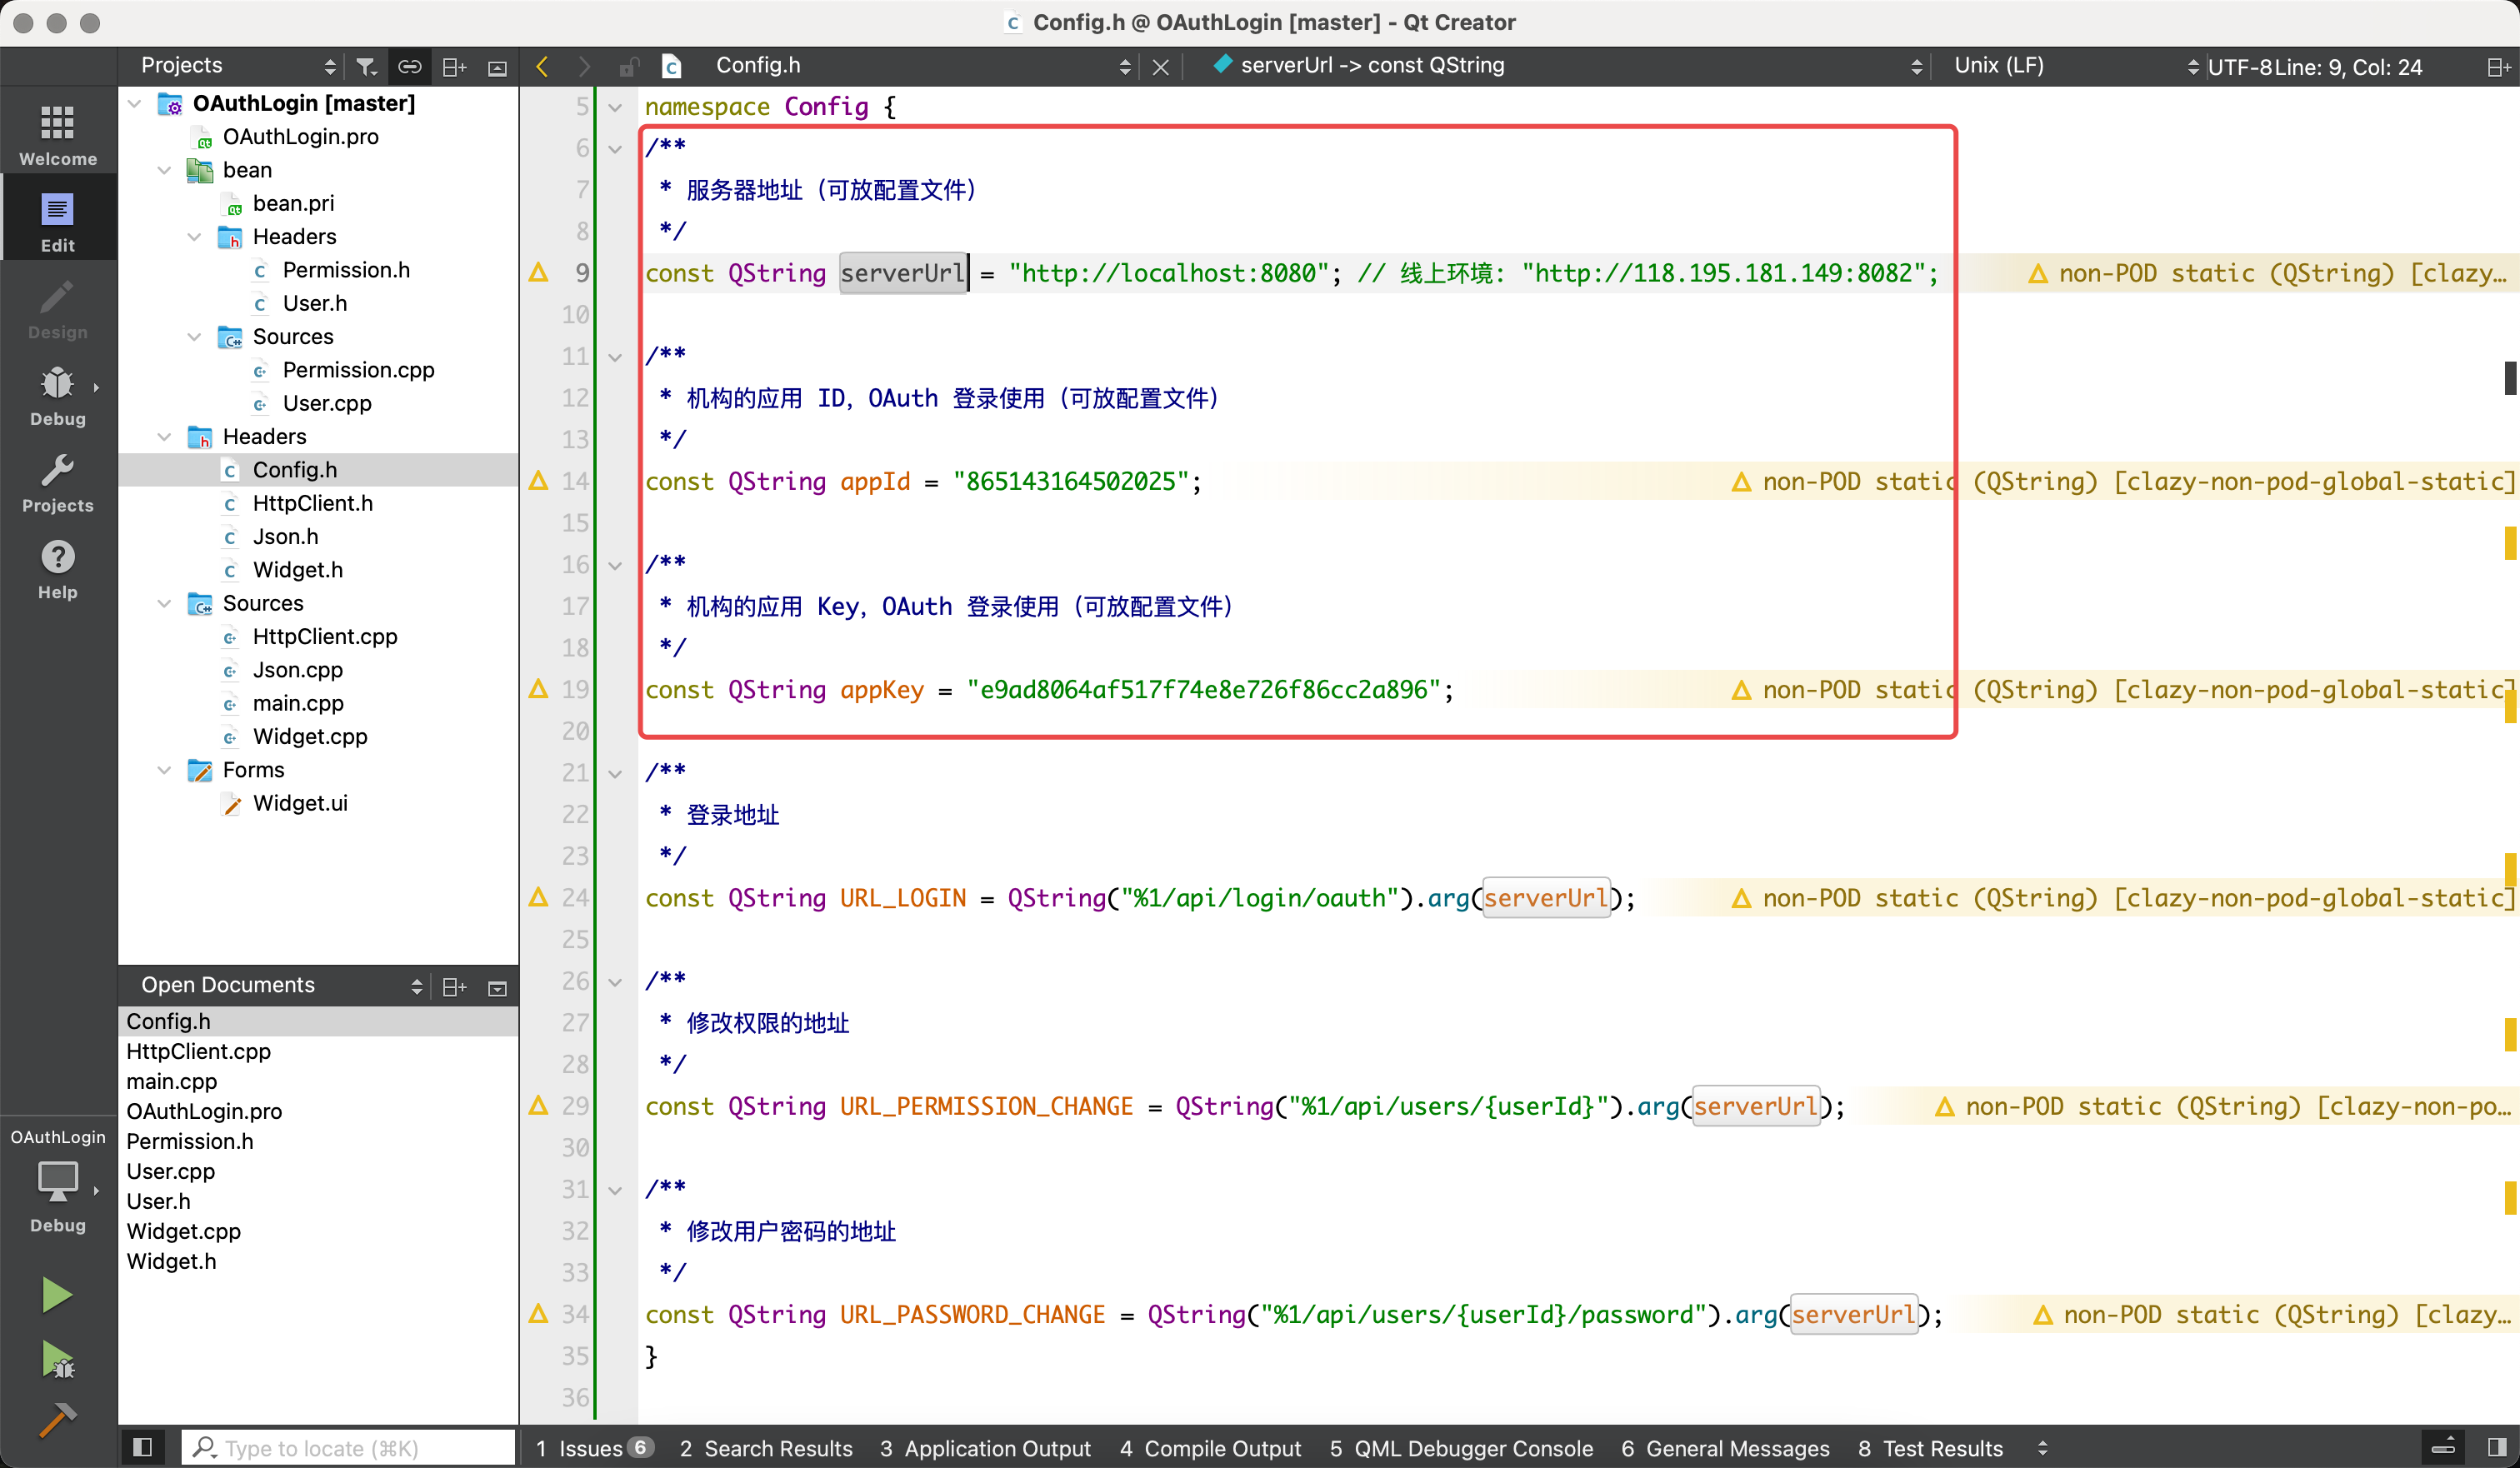 Config.h @ OAuthLogin [master] - Qt Creator
Projects
Config.h
serverUrl -> const QString
Unix (LF)
UTF-8
Line: 9, Col: 24
Welcome
Edit
Design
Debug
Projects
Help
OAuthLogin
Debug
OAuthLogin [master]
OAuthLogin.pro
bean
bean.pri
Headers
Permission.h
User.h
Sources
Permission.cpp
User.cpp
Headers
Config.h
HttpClient.h
Json.h
Widget.h
Sources
HttpClient.cpp
Json.cpp
main.cpp
Widget.cpp
Forms
Widget.ui
Open Documents
Config.h
HttpClient.cpp
main.cpp
OAuthLogin.pro
Permission.h
User.cpp
User.h
Widget.cpp
Widget.h
5 namespace Config {
6 /**
7 * 服务器地址（可放配置文件）
8 */
9 const QString serverUrl = "http://localhost:8080"; // 线上环境: "http://118.195.181.149:8082"; non-POD static (QString) [clazy…
10
11 /**
12 * 机构的应用 ID，OAuth 登录使用（可放配置文件）
13 */
14 const QString appId = "865143164502025"; non-POD static (QString) [clazy-non-pod-global-static]
15
16 /**
17 * 机构的应用 Key，OAuth 登录使用（可放配置文件）
18 */
19 const QString appKey = "e9ad8064af517f74e8e726f86cc2a896"; non-POD static (QString) [clazy-non-pod-global-static]
20
21 /**
22 * 登录地址
23 */
24 const QString URL_LOGIN = QString("%1/api/login/oauth").arg(serverUrl); non-POD static (QString) [clazy-non-pod-global-static]
25
26 /**
27 * 修改权限的地址
28 */
29 const QString URL_PERMISSION_CHANGE = QString("%1/api/users/{userId}").arg(serverUrl); non-POD static (QString) [clazy-non-po…
30
31 /**
32 * 修改用户密码的地址
33 */
34 const QString URL_PASSWORD_CHANGE = QString("%1/api/users/{userId}/password").arg(serverUrl); non-POD static (QString) [clazy…
35 }
36
Type to locate (⌘K)
1 Issues 6
2 Search Results
3 Application Output
4 Compile Output
5 QML Debugger Console
6 General Messages
8 Test Results